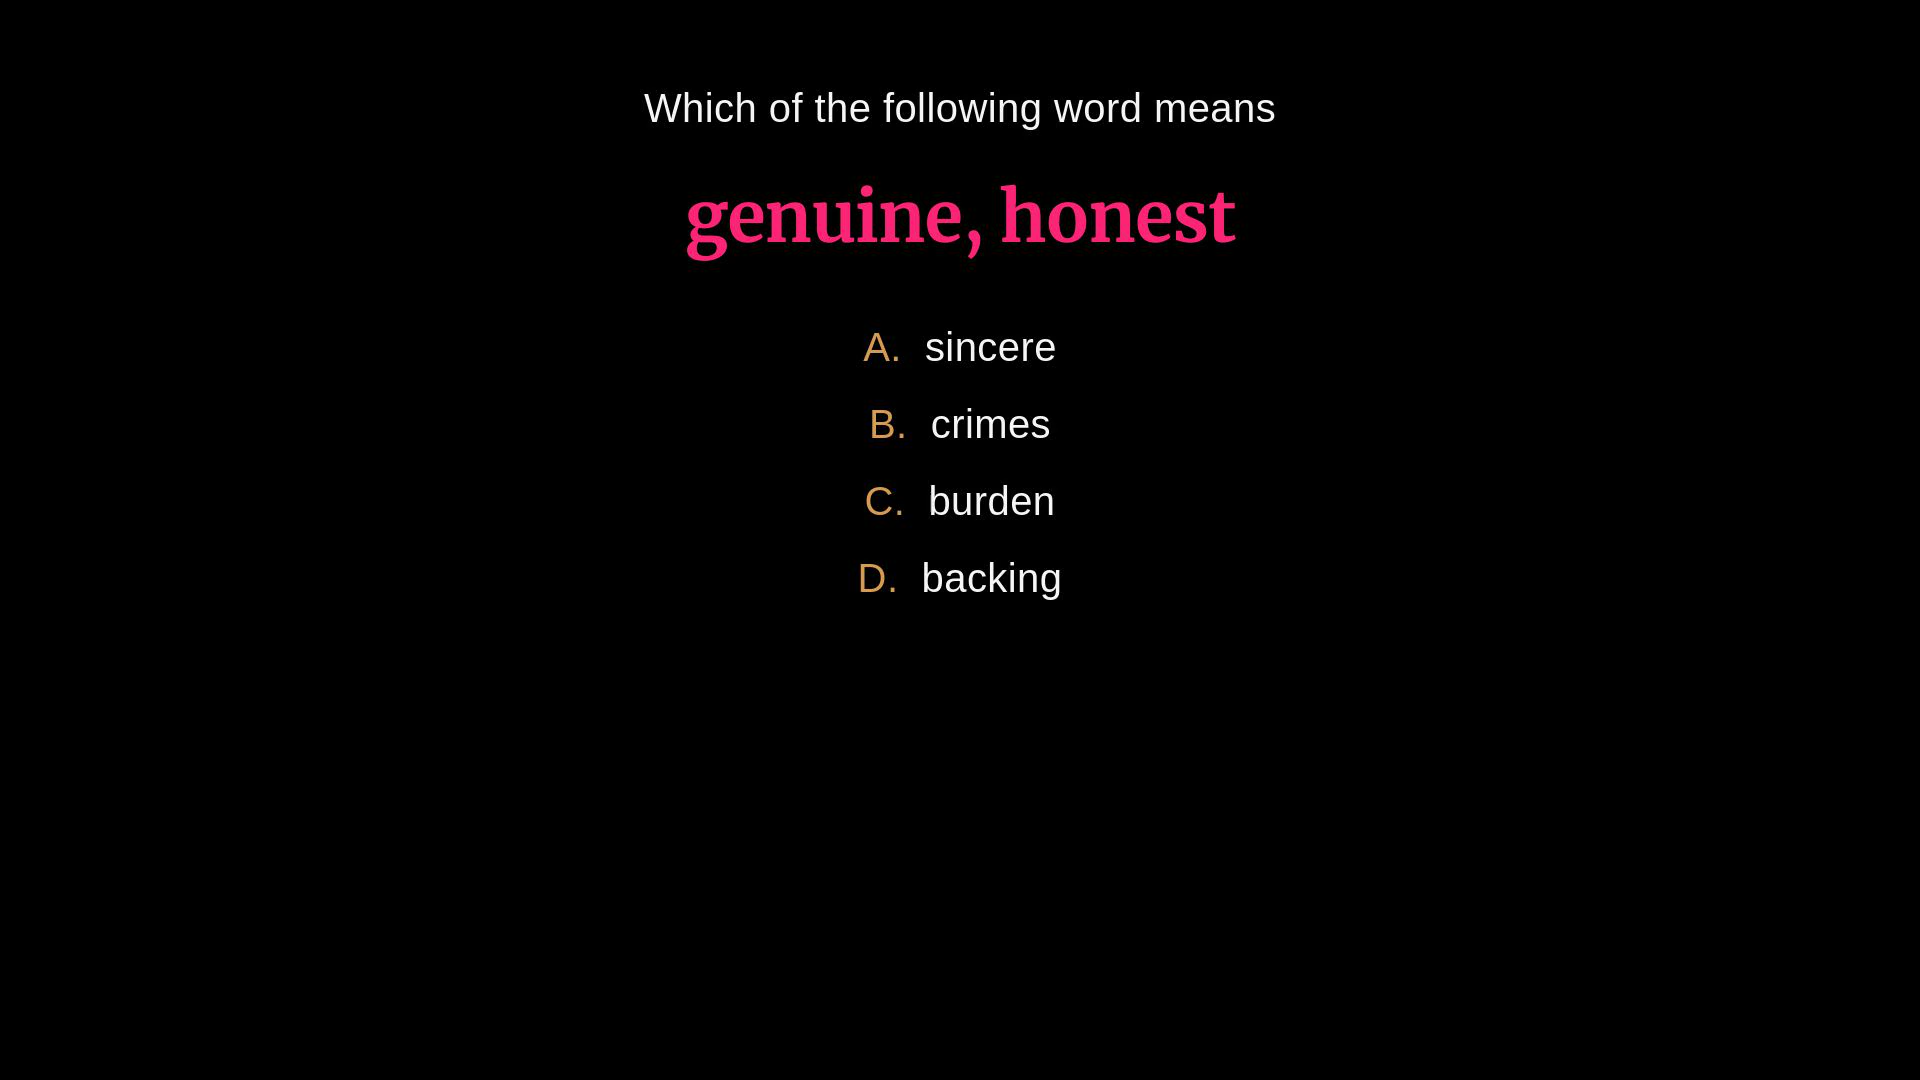 Which of the following word means
genuine, honest
A. sincere
B. crimes
C. burden
D. backing